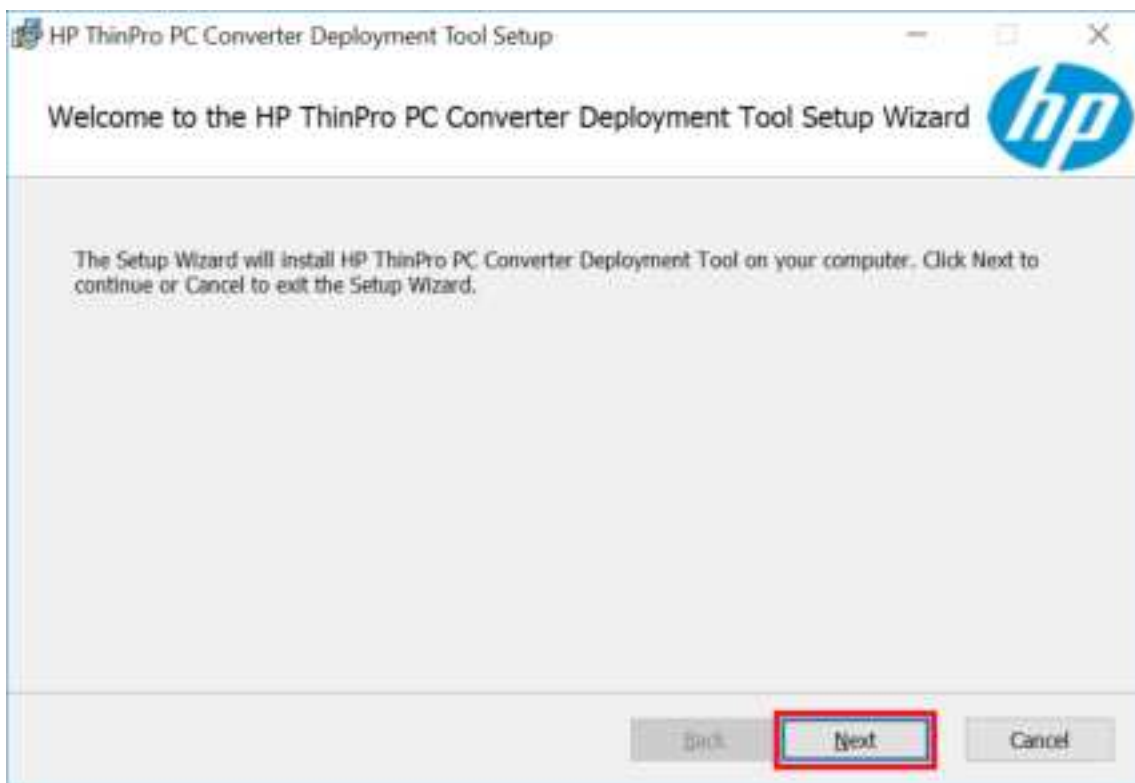 HP ThinPro PC Converter Deployment Tool Setup
Welcome to the HP ThinPro PC Converter Deployment Tool Setup Wizard
hp
The Setup Wizard will install HP ThinPro PC Converter Deployment Tool on your computer. Click Next to
continue or Cancel to exit the Setup Wizard.
Back Next Cancel